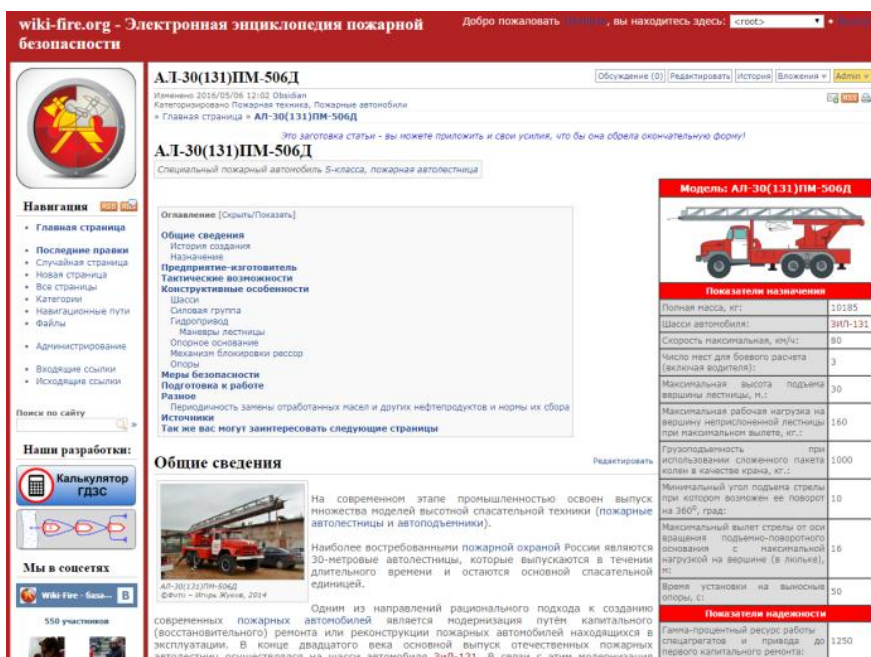 wiki-fire.org - Электронная энциклопедия пожарной
безопасности
Добро пожаловать
, вы находитесь здесь:
<root>
АЛ-30(131)ПМ-506Д
Обсуждение (0)
Редактировать
История
Вложения
Admin
Изменено 2016/05/06 12:02 Obsidian
Категоризировано Пожарная техника, Пожарные автомобили
» Главная страница » АЛ-30(131)ПМ-506Д
RSS
Это заготовка статьи - вы можете приложить и свои усилия, что бы она обрела окончательную форму!
АЛ-30(131)ПМ-506Д
Специальный пожарный автомобиль 5-класса, пожарная автолестница
Навигация
RSS
Главная страница
Последние правки
Случайная страница
Новая страница
Все страницы
Категории
Навигационные пути
Файлы
Администрирование
Входящие ссылки
Исходящие ссылки
Поиск по сайту
»
Наши разработки:
Калькулятор
ГДЗС
Мы в соцсетях
Wiki-Fire - база...
В
550 участников
Оглавление [Скрыть/Показать]
Общие сведения
История создания
Назначение
Предприятие-изготовитель
Тактические возможности
Конструктивные особенности
Шасси
Силовая группа
Гидропривод
Маневры лестницы
Опорное основание
Механизм блокировки рессор
Опоры
Меры безопасности
Подготовка к работе
Разное
Периодичность замены отработанных масел и других нефтепродуктов и нормы их сбора
Источники
Так же вас могут заинтересовать следующие страницы
Общие сведения
Редактировать
АЛ-30(131)ПМ-506Д
©Фото – Игорь Жуков, 2014
На современном этапе промышленностью освоен выпуск
множества моделей высотной спасательной техники (пожарные
автолестницы и автоподъемники).
Наиболее востребованными пожарной охраной России являются
30-метровые автолестницы, которые выпускаются в течении
длительного времени и остаются основной спасательной
единицей.
Одним из направлений рационального подхода к созданию
современных пожарных автомобилей является модернизация путём капитального
(восстановительного) ремонта или реконструкции пожарных автомобилей находящихся в
эксплуатации. В конце двадцатого века основной выпуск отечественных пожарных
автолестниц осуществлялся на шасси автомобиля ЗиЛ-131. В связи с этим модернизация
Модель: АЛ-30(131)ПМ-506Д
Показатели назначения
Полная масса, кг:
10185
Шасси автомобиля:
ЗИЛ-131
Скорость максимальная, км/ч:
80
Число мест для боевого расчета
(включая водителя):
3
Максимальная высота подъема
вершины лестницы, м.:
30
Максимальная рабочая нагрузка на
вершину неприслоненной лестницы
при максимальном вылете, кг.:
160
Грузоподъемность при
использовании сложенного пакета
колен в качестве крана, кг.:
1000
Минимальный угол подъема стрелы
при котором возможен ее поворот
на 360⁰, град:
10
Максимальный вылет стрелы от оси
вращения подъемно-поворотного
основания с максимальной
нагрузкой на вершине (в люльке),
м:
16
Время установки на выносные
опоры, с:
50
Показатели надежности
Гамма-процентный ресурс работы
спецагрегатов и привода до
первого капитального ремонта:
1250